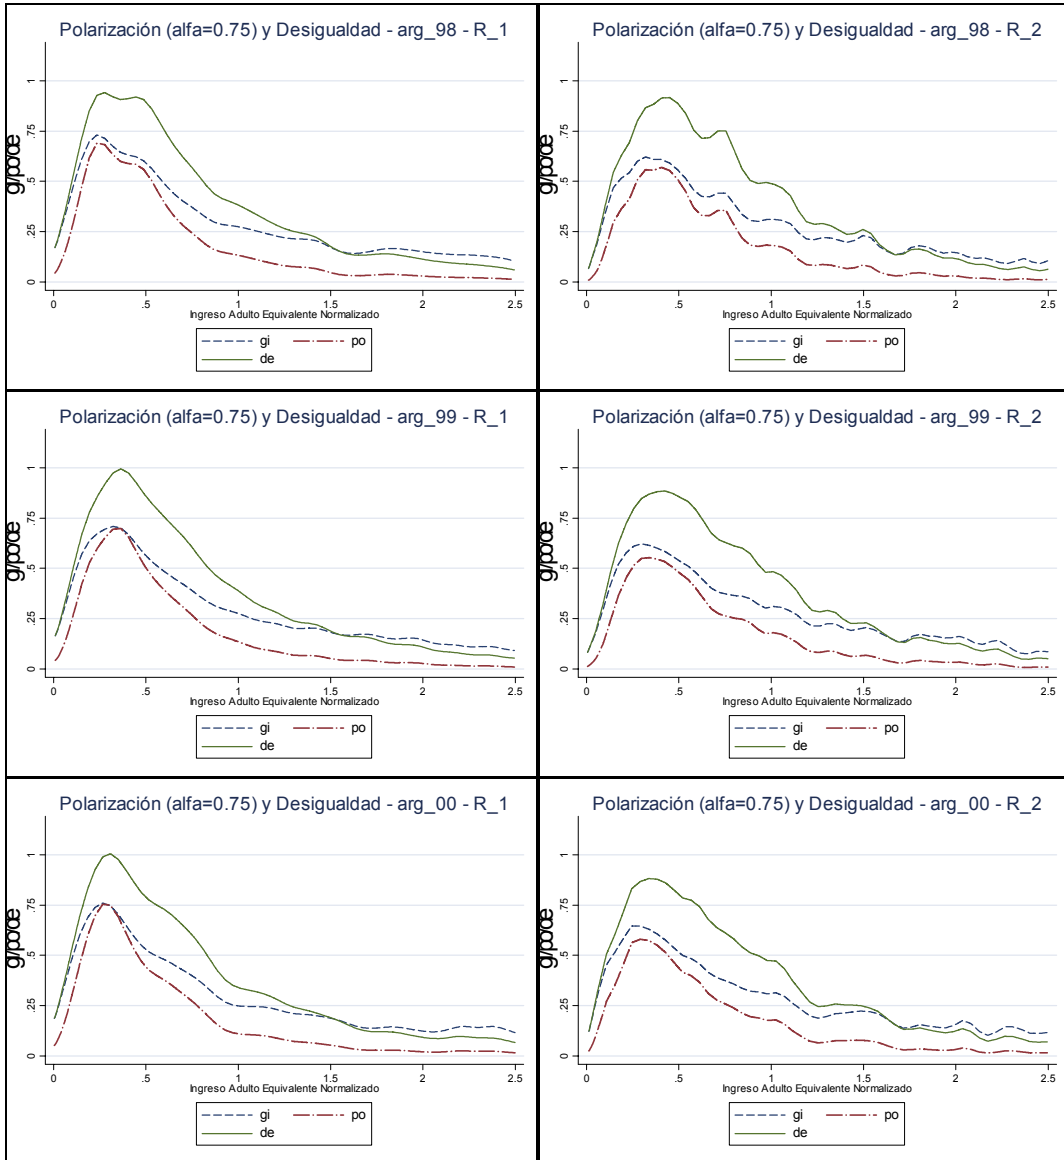 Polarización (alfa=0.75) y Desigualdad - arg_98 - R_1
g/po/de
1
.75
.5
.25
0
0 .5 1 1.5 2 2.5
Ingreso Adulto Equivalente Normalizado
gi po
de
Polarización (alfa=0.75) y Desigualdad - arg_98 - R_2
g/po/de
1
.75
.5
.25
0
0 .5 1 1.5 2 2.5
Ingreso Adulto Equivalente Normalizado
gi po
de
Polarización (alfa=0.75) y Desigualdad - arg_99 - R_1
g/po/de
1
.75
.5
.25
0
0 .5 1 1.5 2 2.5
Ingreso Adulto Equivalente Normalizado
gi po
de
Polarización (alfa=0.75) y Desigualdad - arg_99 - R_2
g/po/de
1
.75
.5
.25
0
0 .5 1 1.5 2 2.5
Ingreso Adulto Equivalente Normalizado
gi po
de
Polarización (alfa=0.75) y Desigualdad - arg_00 - R_1
g/po/de
1
.75
.5
.25
0
0 .5 1 1.5 2 2.5
Ingreso Adulto Equivalente Normalizado
gi po
de
Polarización (alfa=0.75) y Desigualdad - arg_00 - R_2
g/po/de
1
.75
.5
.25
0
0 .5 1 1.5 2 2.5
Ingreso Adulto Equivalente Normalizado
gi po
de